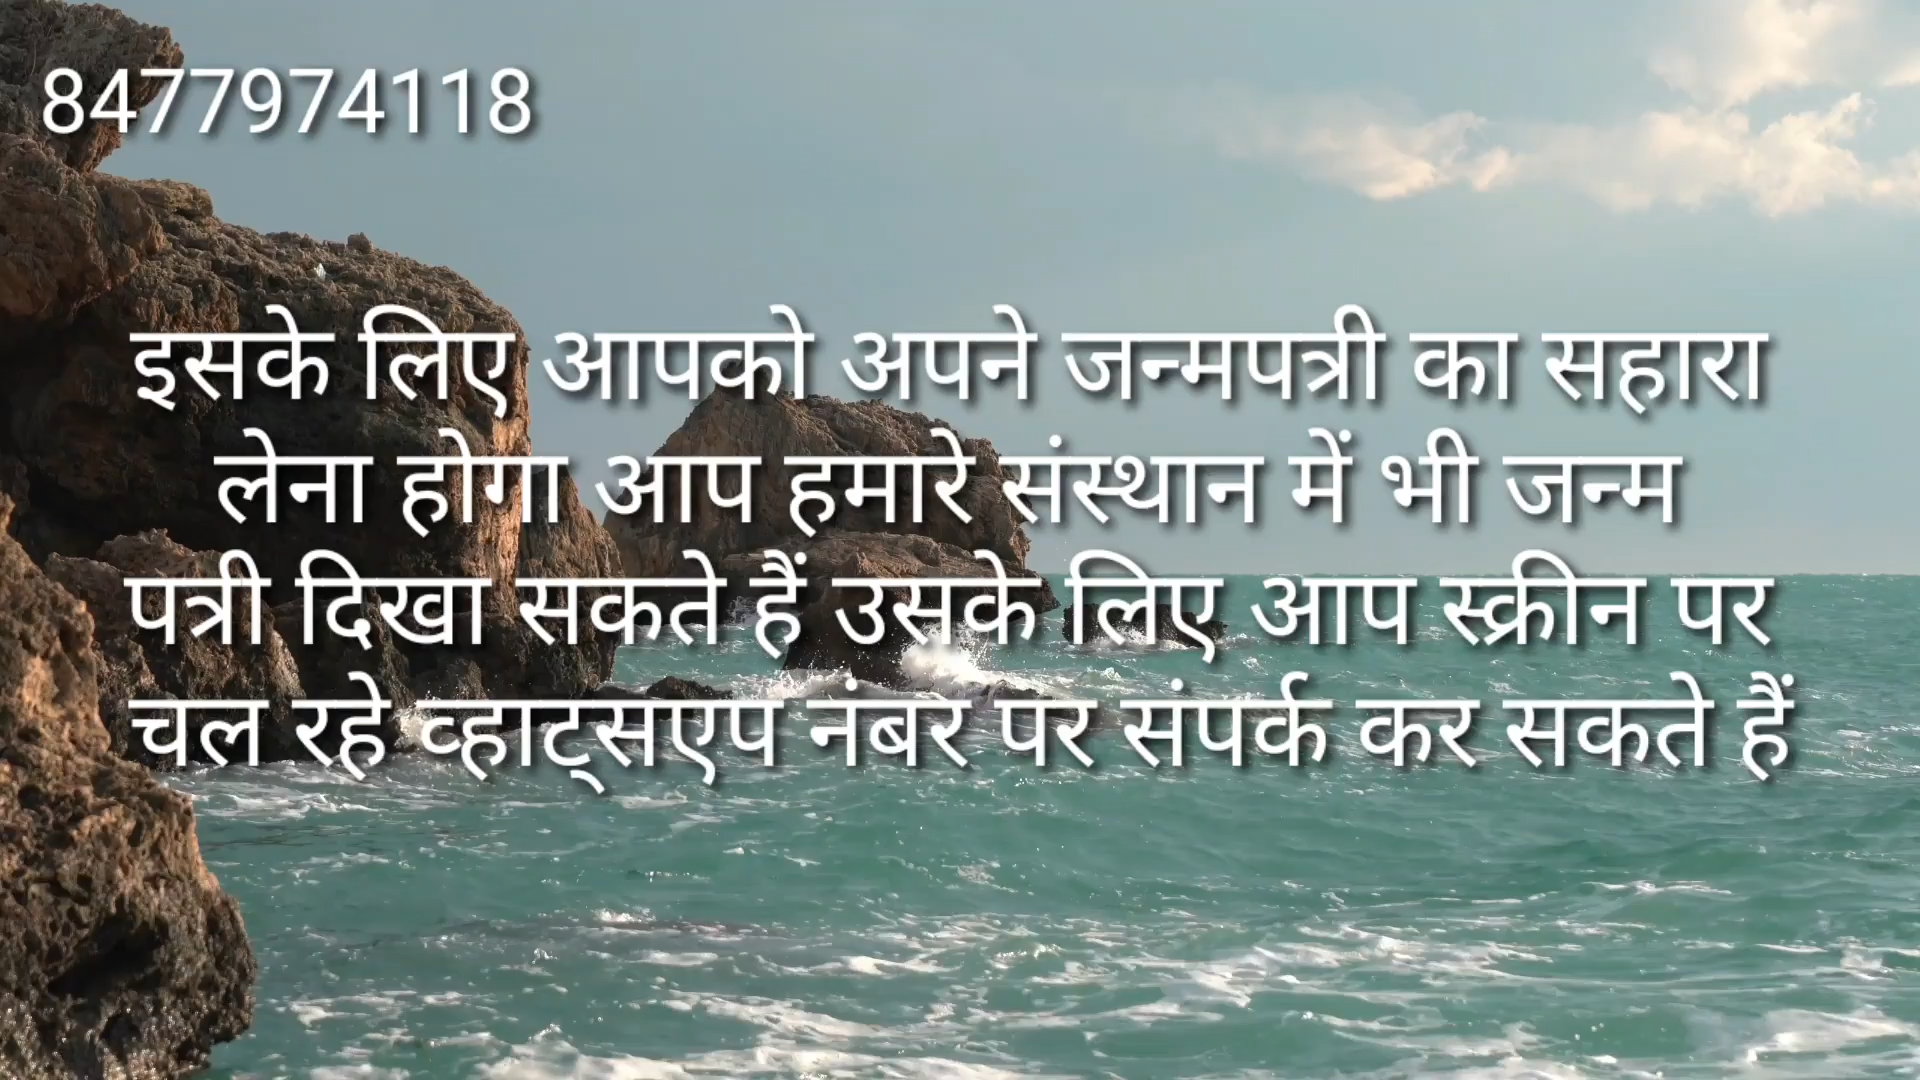 8477974118
इसके लिए आपको अपने जन्मपत्री का सहारा
लेना होगा आप हमारे संस्थान में भी जन्म
पत्री दिखा सकते हैं उसके लिए आप स्क्रीन पर
चल रहे व्हाट्सएप नंबर पर संपर्क कर सकते हैं